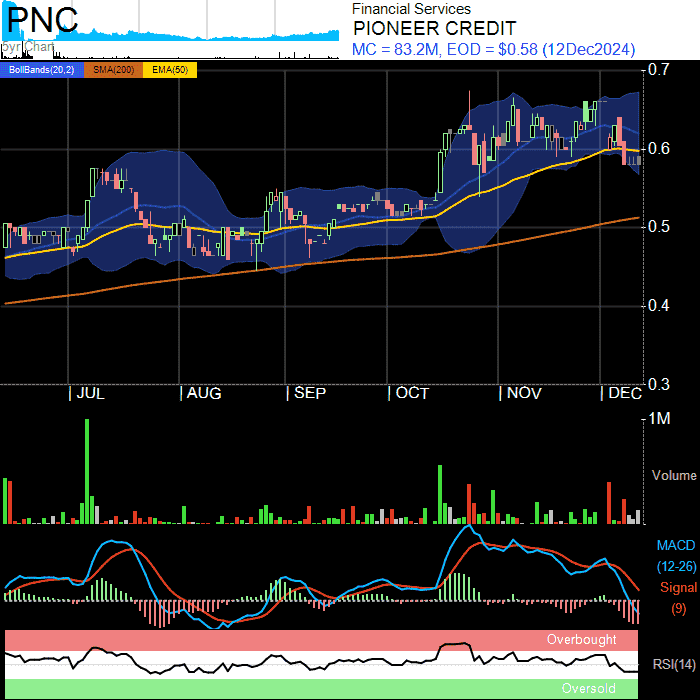 PNC
5yr Chart
Financial Services
PIONEER CREDIT
MC = 83.2M, EOD = $0.58 (12Dec2024)
BollBands(20,2) SMA(200) EMA(50)
0.7
0.6
0.5
0.4
0.3
JUL AUG SEP OCT NOV DEC
1M
Volume
MACD
(12-26)
Signal
(9)
Overbought
RSI(14)
Oversold